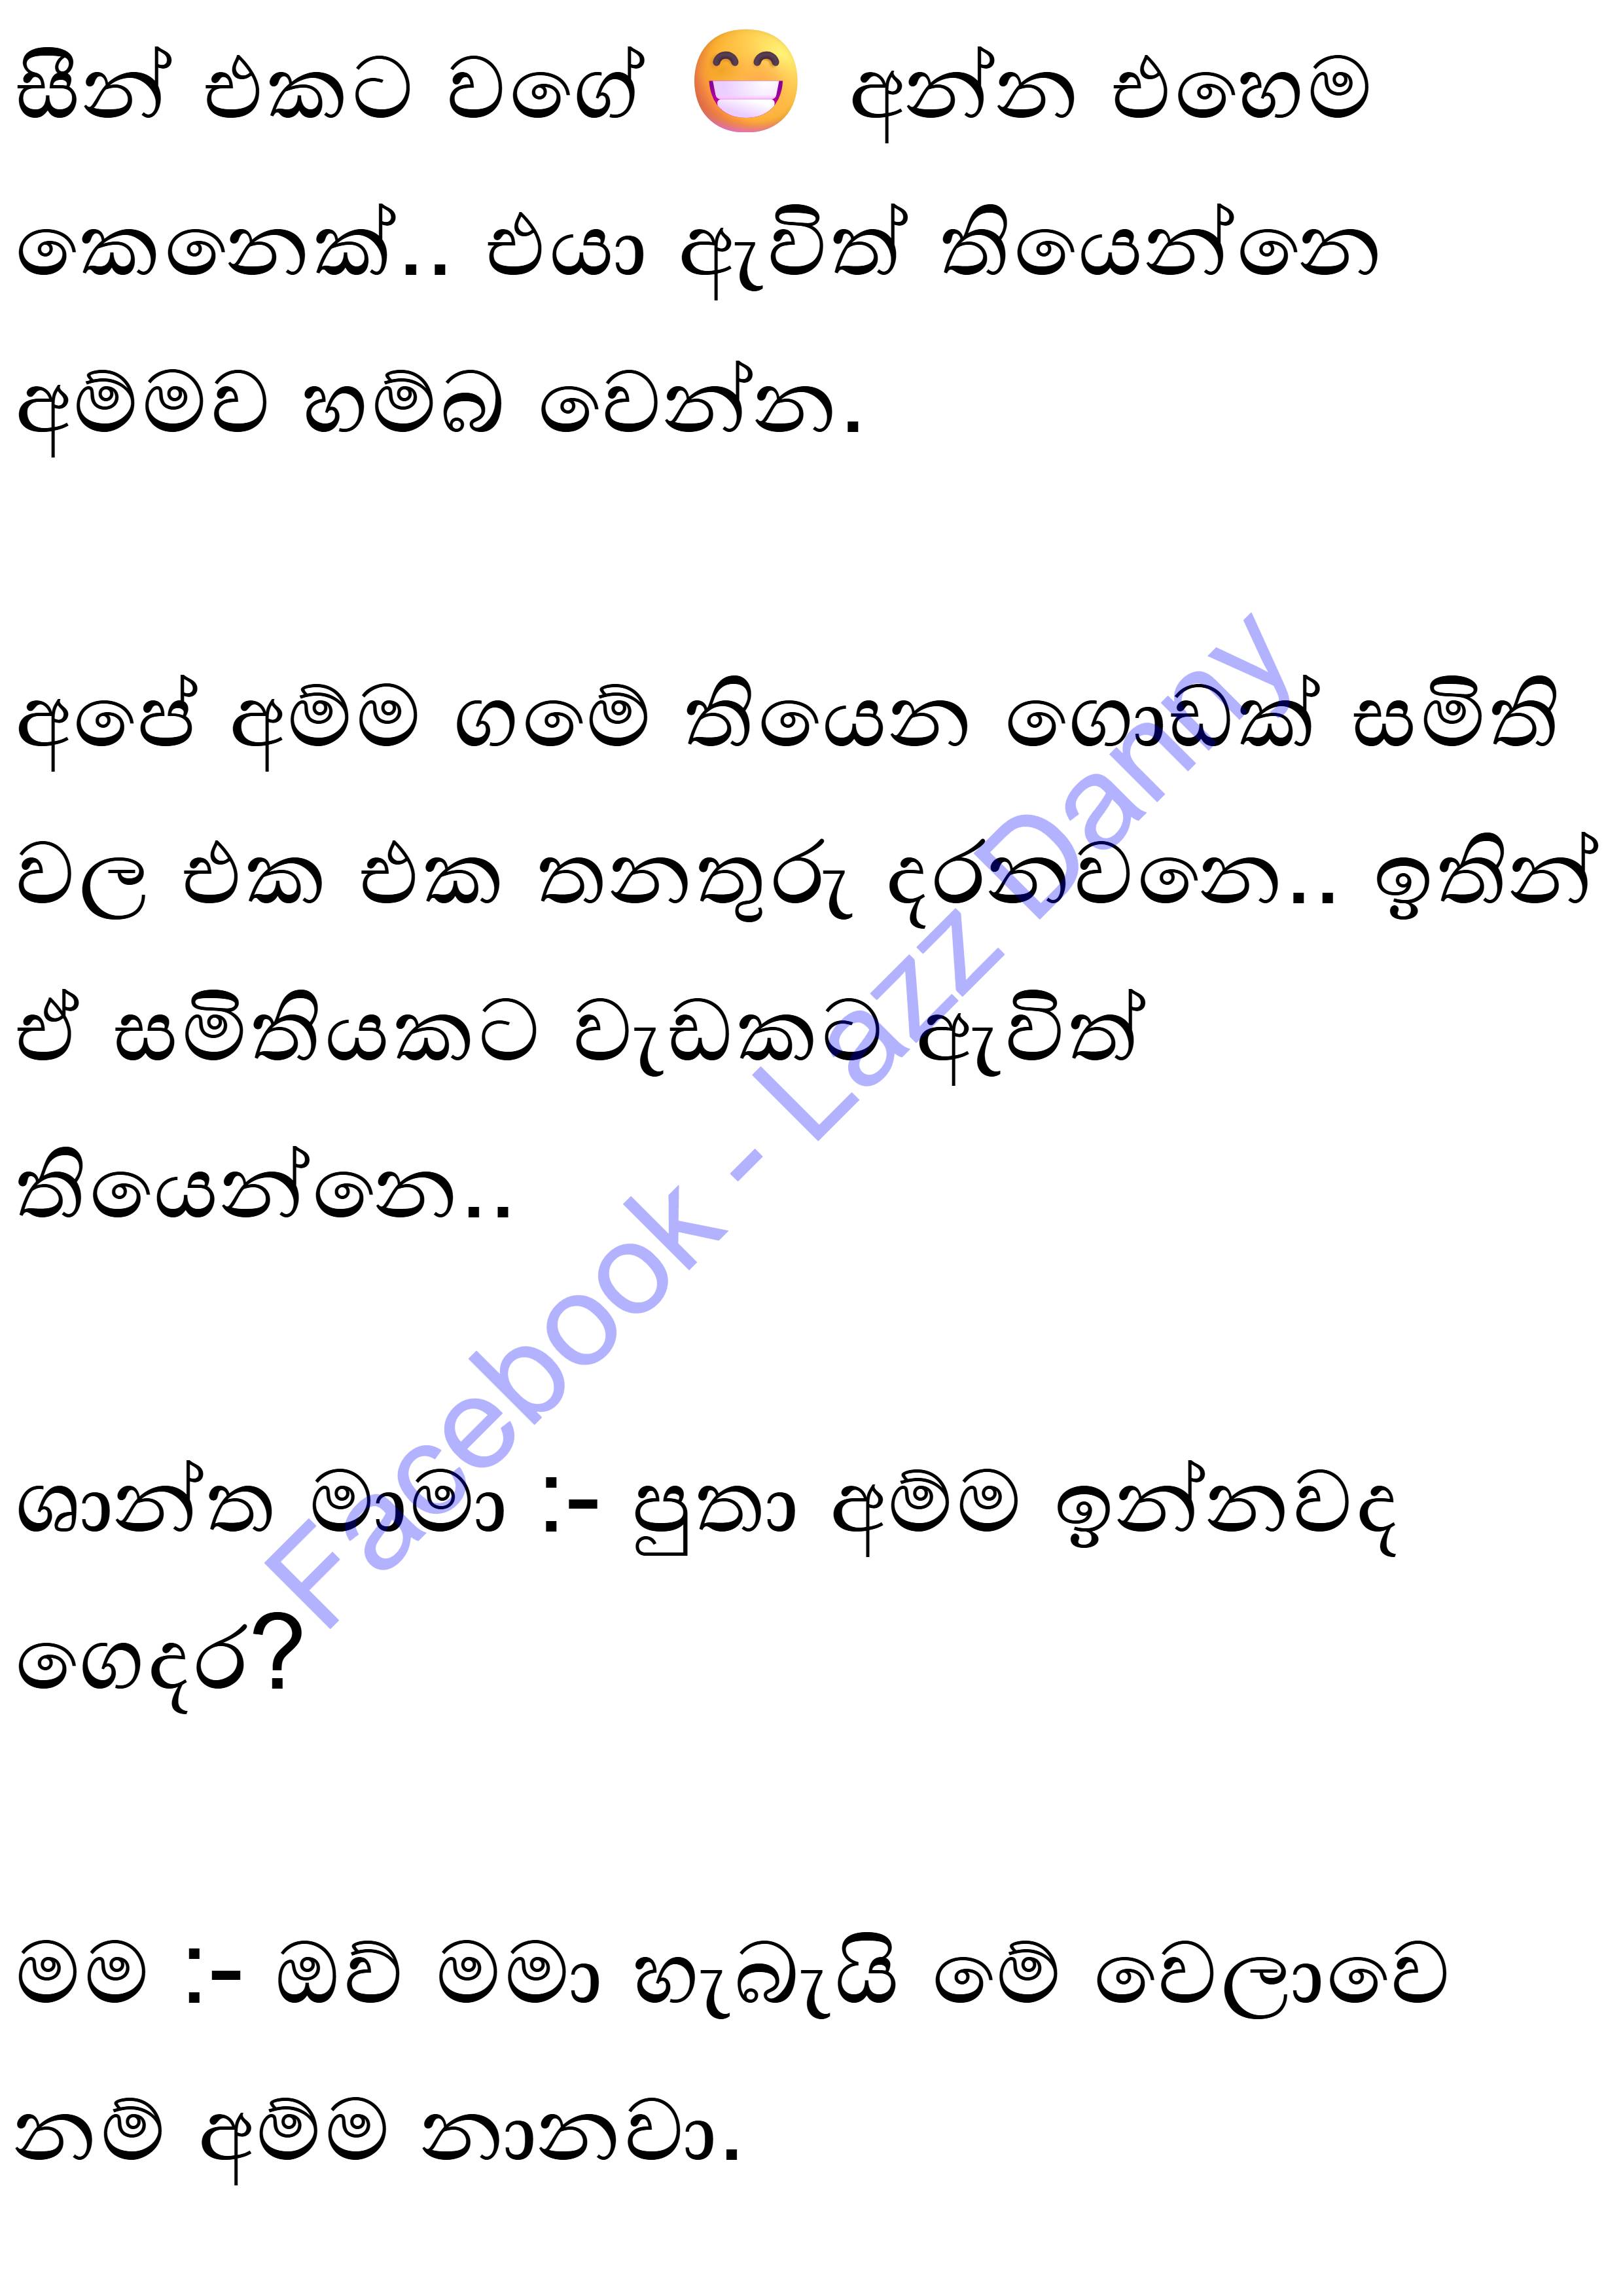 සීන් එකට වගේ 😁 අන්න එහෙම
කෙනෙක්.. එයා ඇවිත් තියෙන්නෙ
අම්මව හම්බ වෙන්න.
අපේ අම්ම ගමේ තියෙන ගොඩක් සමිති
වල එක එක තනතුරු දරනවනෙ.. ඉතින්
ඒ සමිතියකට වැඩකට ඇවිත්
තියෙන්නෙ..
ශාන්ත මාමා :- පුතා අම්ම ඉන්නවද
ගෙදර?
මම :- ඔව් මමා හැබැයි මේ වෙලාවෙ
නම් අම්ම නානවා.
Facebook - Lazz Danny